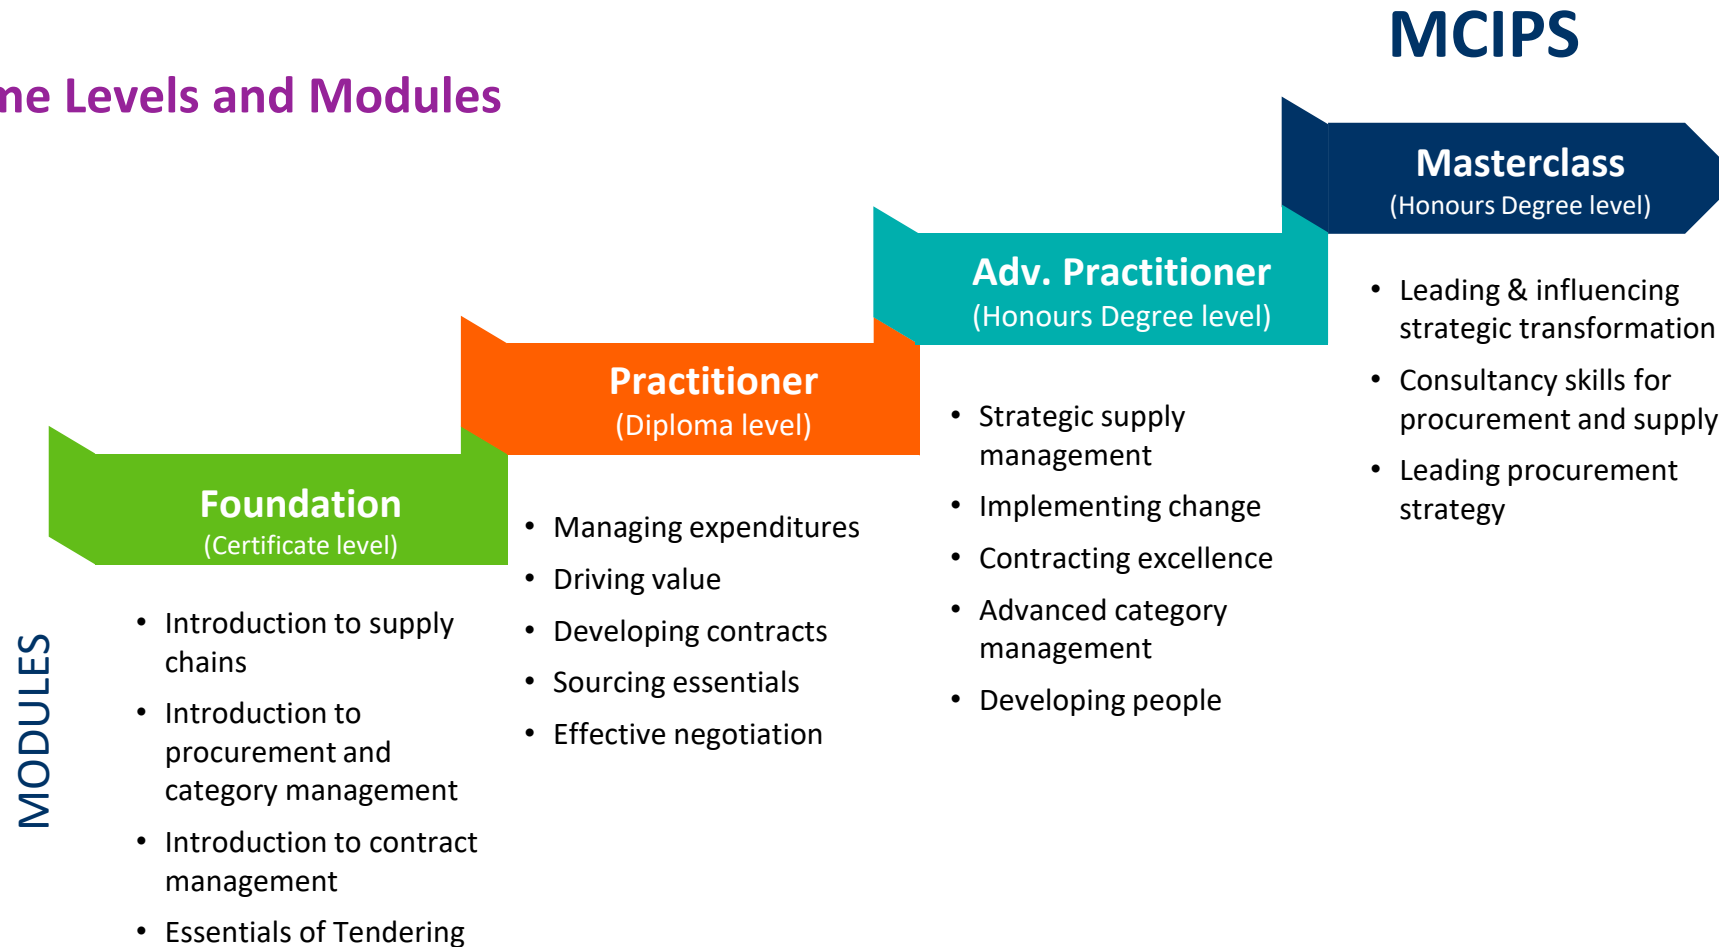 MCIPS
me Levels and Modules
Masterclass
(Honours Degree level)
Adv. Practitioner
(Honours Degree level)
Practitioner
(Diploma level)
Foundation
(Certificate level)
MODULES
• Introduction to supply
chains
• Introduction to
procurement and
category management
• Introduction to contract
management
• Essentials of Tendering
• Managing expenditures
• Driving value
• Developing contracts
• Sourcing essentials
• Effective negotiation
• Strategic supply
management
• Implementing change
• Contracting excellence
• Advanced category
management
• Developing people
• Leading & influencing
strategic transformation
• Consultancy skills for
procurement and supply
• Leading procurement
strategy